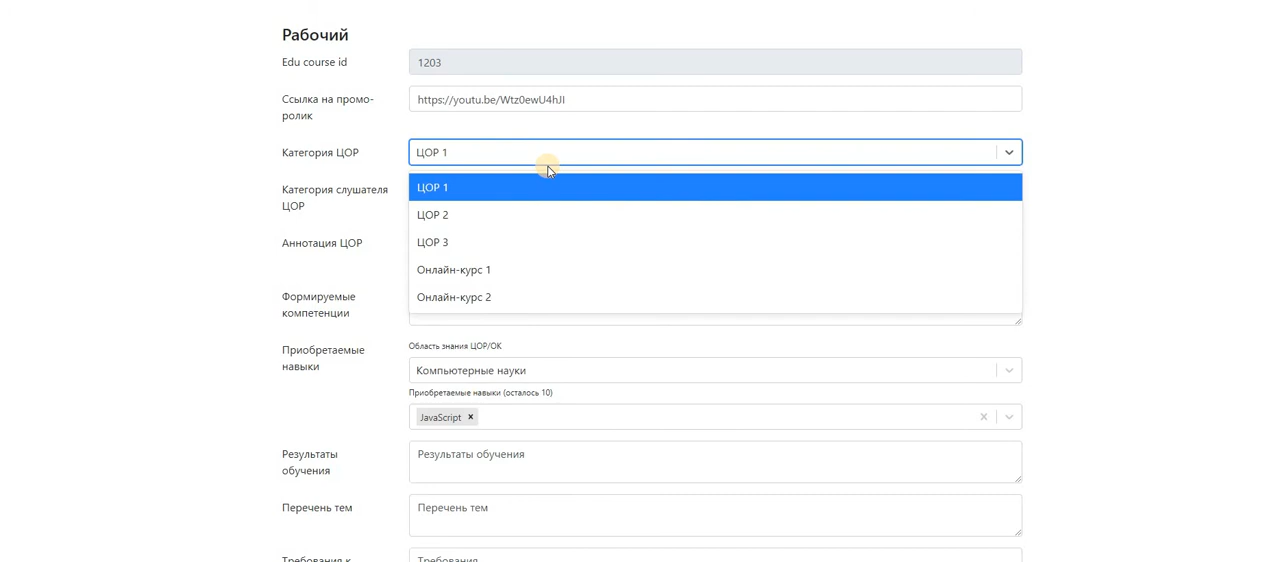 Рабочий
Edu course id
1203
Ссылка на промо-
ролик
https://youtu.be/Wtz0ewU4hJI
Категория ЦОР
ЦОР 1
ЦОР 1
ЦОР 2
ЦОР 3
Онлайн-курс 1
Онлайн-курс 2
Категория слушателя
ЦОР
Аннотация ЦОР
Формируемые
компетенции
Приобретаемые
навыки
Область знания ЦОР/ОК
Компьютерные науки
Приобретаемые навыки (осталось 10)
JavaScript
Результаты
обучения
Результаты обучения
Перечень тем
Перечень тем
Требования к
Требования